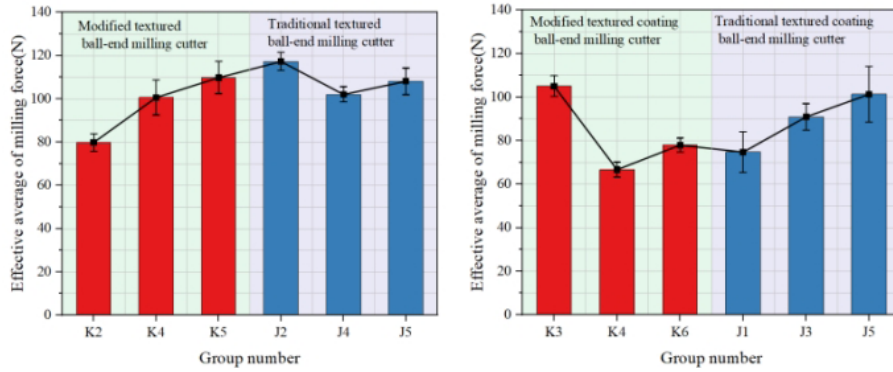 Effective average of milling force(N)
140
120
100
80
60
40
20
0
Modified textured
ball-end milling cutter
Traditional textured
ball-end milling cutter
K2 K4 K5 J2 J4 J5
Group number
Effective average of milling force(N)
140
120
100
80
60
40
20
0
Modified textured coating
ball-end milling cutter
Traditional textured coating
ball-end milling cutter
K3 K4 K6 J1 J3 J5
Group number